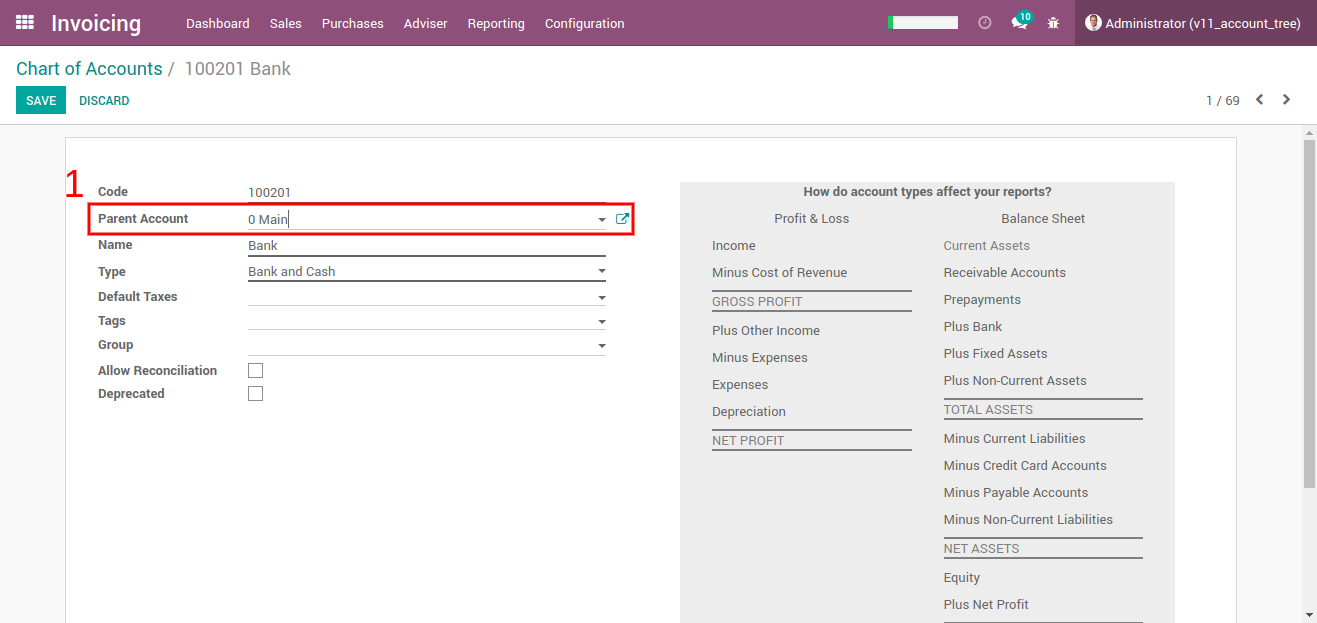 Invoicing Dashboard Sales Purchases Adviser Reporting Configuration 10 Administrator (v11_account_tree)
Chart of Accounts / 100201 Bank
SAVE DISCARD 1 / 69
1
Code 100201
Parent Account 0 Main
Name Bank
Type Bank and Cash
Default Taxes
Tags
Group
Allow Reconciliation
Deprecated
How do account types affect your reports?
Profit & Loss
Income
Minus Cost of Revenue
GROSS PROFIT
Plus Other Income
Minus Expenses
Expenses
Depreciation
NET PROFIT
Balance Sheet
Current Assets
Receivable Accounts
Prepayments
Plus Bank
Plus Fixed Assets
Plus Non-Current Assets
TOTAL ASSETS
Minus Current Liabilities
Minus Credit Card Accounts
Minus Payable Accounts
Minus Non-Current Liabilities
NET ASSETS
Equity
Plus Net Profit